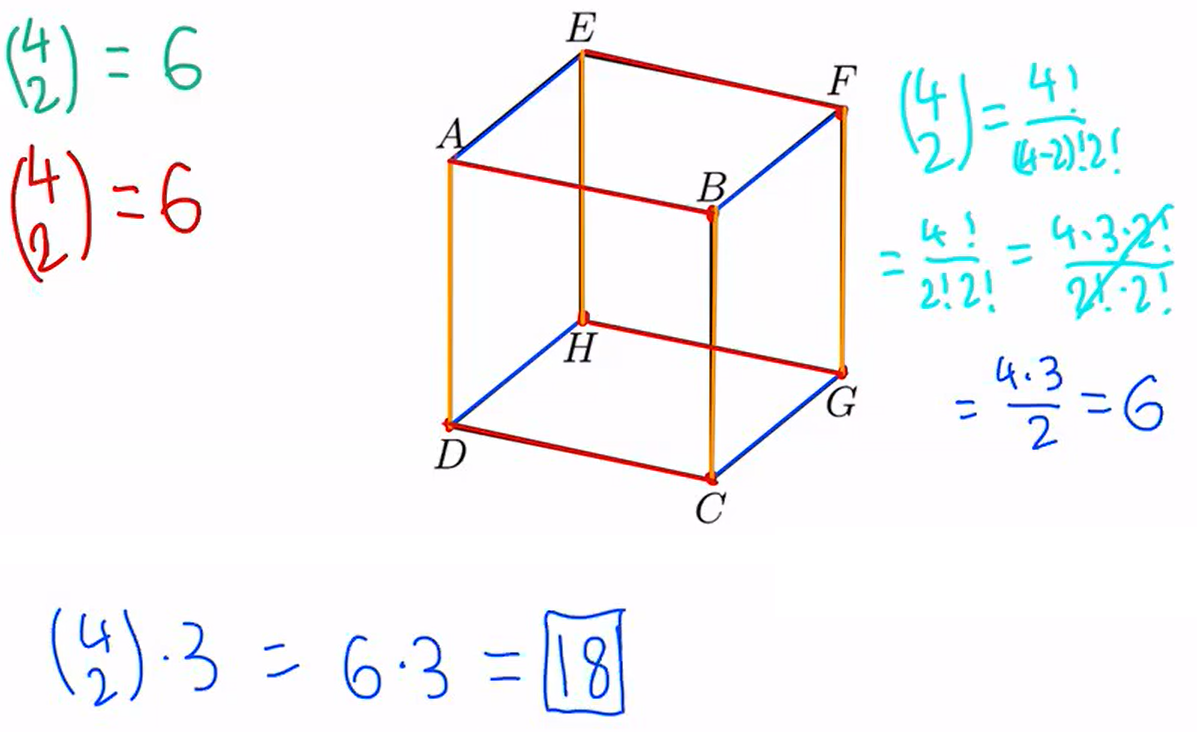 (4 2) = 6
(4 2) = 6
E
F
A
B
H
G
D
C
(4 2) = 4! / (4-2)!2!
= 4! / 2!2! = 4·3·2! / 2!·2!
= 4·3 / 2 = 6
(4 2) · 3 = 6·3 = 18